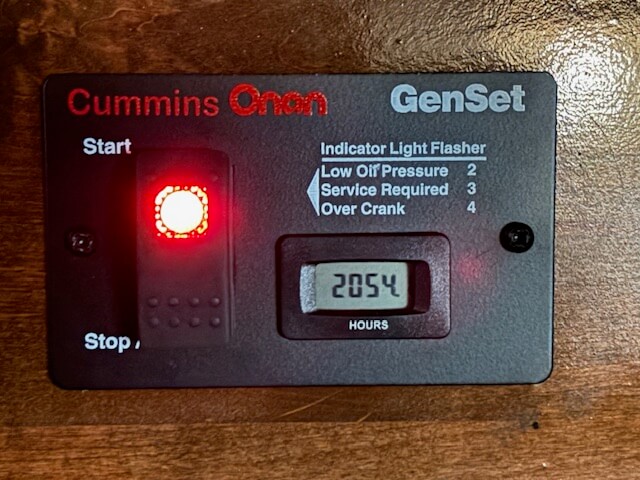 Cummins Onan GenSet
Start
Indicator Light Flasher
Low Oil Pressure 2
Service Required 3
Over Crank 4
2054
HOURS
Stop /